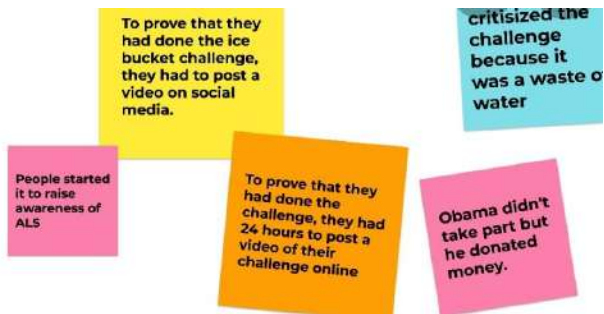 To prove that they
had done the ice
bucket challenge,
they had to post a
video on social
media.
critisized the
challenge
because it
was a waste of
water
People started
it to raise
awareness of
ALS
To prove that they
had done the
challenge, they had
24 hours to post a
video of their
challenge online
Obama didn't
take part but
he donated
money.